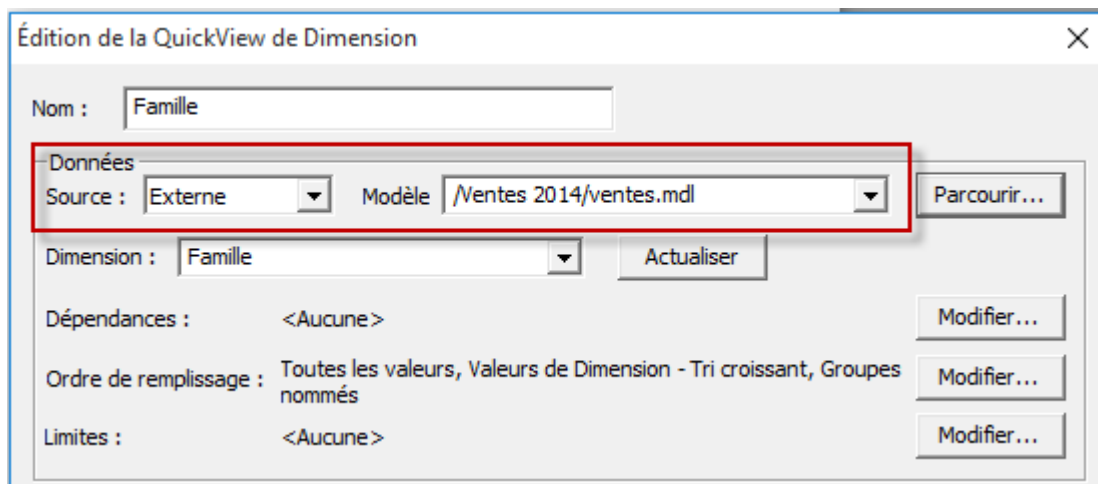 Édition de la QuickView de Dimension
Nom : Famille
Données
Source : Externe Modèle /Ventes 2014/ventes.mdl Parcourir...
Dimension : Famille Actualiser
Dépendances : <Aucune> Modifier...
Ordre de remplissage : Toutes les valeurs, Valeurs de Dimension - Tri croissant, Groupes nommés Modifier...
Limites : <Aucune> Modifier...